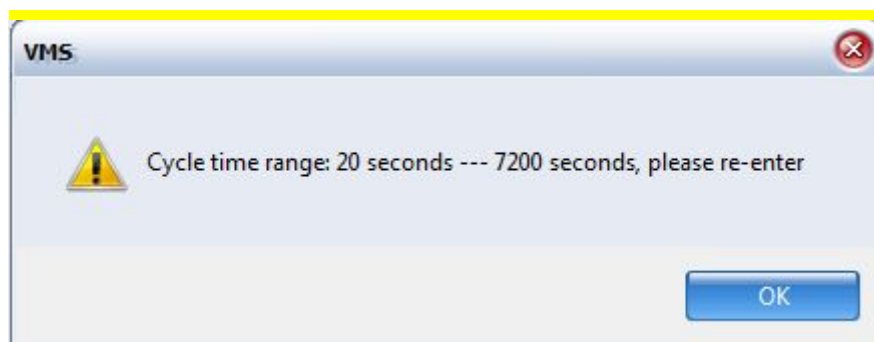 VMS
Cycle time range: 20 seconds --- 7200 seconds, please re-enter
OK